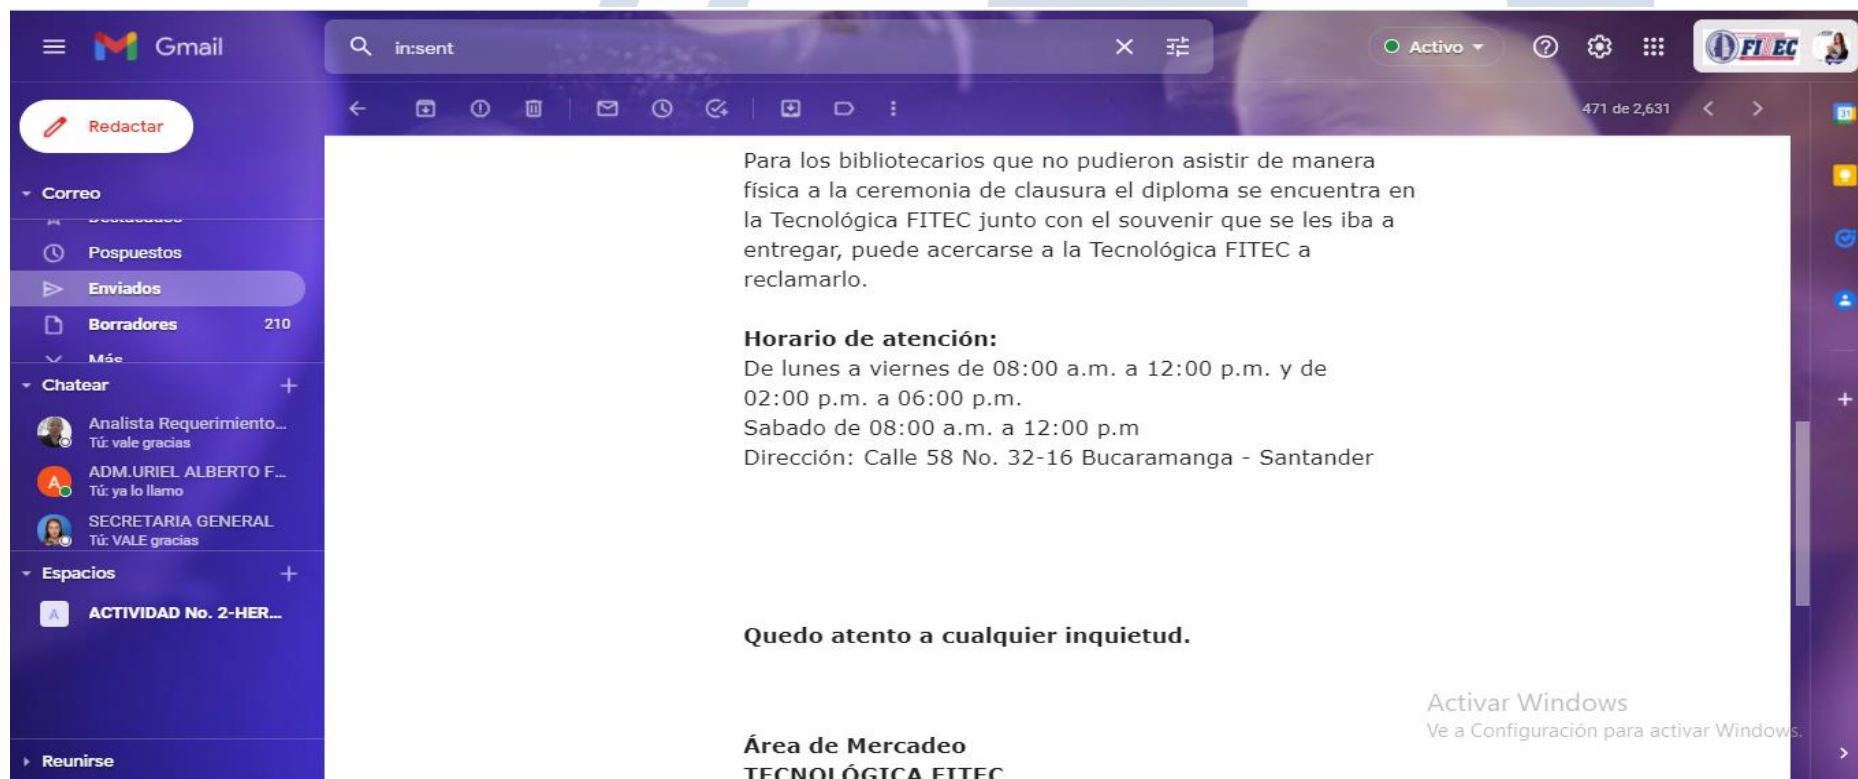 Gmail
in:sent
Activo
FITEC
Redactar
471 de 2,631
31
Correo
Destacados
Pospuestos
Enviados
Borradores 210
Más
Chatear
Analista Requerimiento...
Tú: vale gracias
A
ADM.URIEL ALBERTO F...
Tú: ya lo llamo
SECRETARIA GENERAL
Tú: VALE gracias
Espacios
A
ACTIVIDAD No. 2-HER...
Reunirse
Para los bibliotecarios que no pudieron asistir de manera
física a la ceremonia de clausura el diploma se encuentra en
la Tecnológica FITEC junto con el souvenir que se les iba a
entregar, puede acercarse a la Tecnológica FITEC a
reclamarlo.
Horario de atención:
De lunes a viernes de 08:00 a.m. a 12:00 p.m. y de
02:00 p.m. a 06:00 p.m.
Sabado de 08:00 a.m. a 12:00 p.m
Dirección: Calle 58 No. 32-16 Bucaramanga - Santander
Quedo atento a cualquier inquietud.
Área de Mercadeo
TECNOLÓGICA FITEC
Activar Windows
Ve a Configuración para activar Windows.